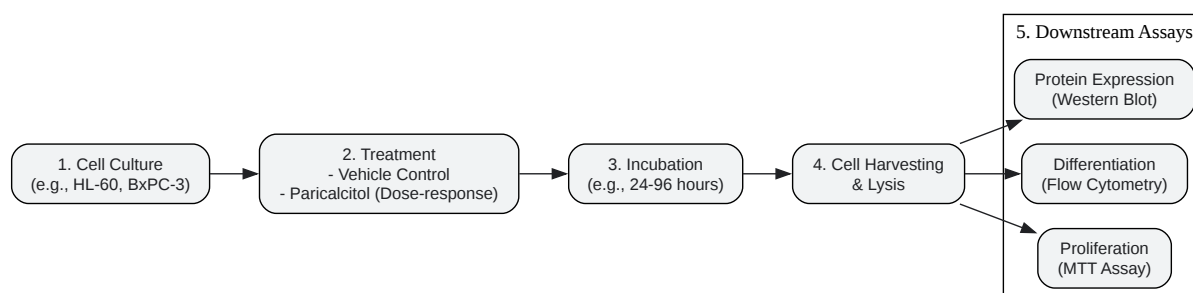 1. Cell Culture
(e.g., HL-60, BxPC-3)
2. Treatment
- Vehicle Control
- Paricalcitol (Dose-response)
3. Incubation
(e.g., 24-96 hours)
4. Cell Harvesting
& Lysis
5. Downstream Assays
Protein Expression
(Western Blot)
Differentiation
(Flow Cytometry)
Proliferation
(MTT Assay)